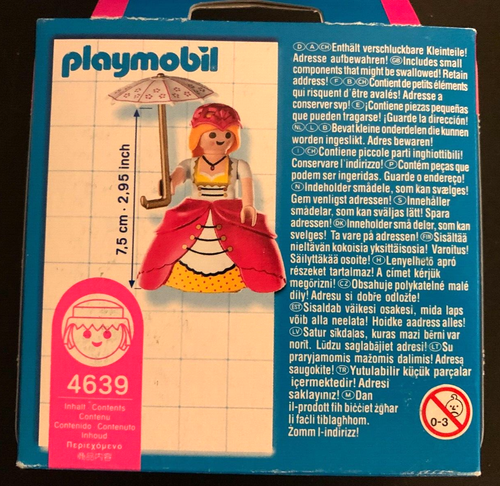 playmobil
7,5 cm - 2,95 inch
4639
Inhalt Contents
Contenu
Contenido Contenuto
Inhoud
Περιεχόμενο
毎回内容
D A CH Enthält verschluckbare Kleinteile!
Adresse aufbewahren! GB Includes small
components that might be swallowed! Retain
address! F B CH Contient de petits éléments
qui risquent d'être avalés! Adresse a
conserver svp! E ¡Contiene piezas pequeñas
que pueden tragarse! ¡Guarde la dirección!
NL L B Bevat kleine onderdelen die kunnen
worden ingeslikt. Adres bewaren!
I CH Contiene piccole parti inghiottibili!
Conservare l'indirizzo! P Contém peças que
podem ser ingeridas. Guarde o endereço!
N Indeholder smådele, som kan svælges!
Gem venligst adressen! S Innehåller
smådelar, som kan sväljas lätt! Spara
adressen! DK Indeholder små deler, som kan
svelges! Ta vare på adressen! FIN Sisältää
nieltävän kokoisia yksittäisosia! Varoitus!
Säilyttäkää osoite! H Lenyelhető apró
részeket tartalmaz! A címet kérjük
megőrizni! CZ Obsahuje polykatelné malé
díly! Adresu si dobře odložte!
EST Sisaldab väikesi osakesi, mida laps
võib alla neelata! Hoidke aadress alles!
LV Satur sīkdaļas, kuras mazi bērni var
norīt. Lūdzu saglabājiet adresi! LT Su
praryjamomis mažomis dalimis! Adresą
saugokite! TR Yutulabilir küçük parçalar
içermektedir! Adresi
saklayınız! M Dan
il-prodott fih biċċiet żgħar
li faċli tiblagħhom.
Żomm l-indirizz!
0-3